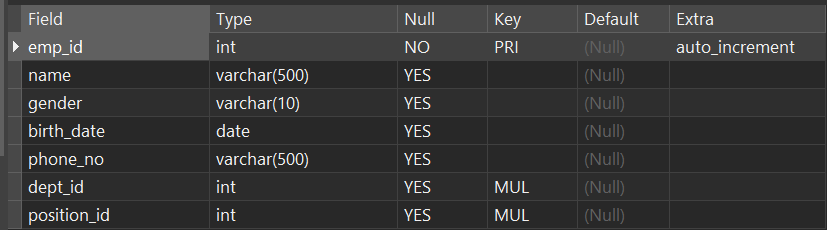 Field Type Null Key Default Extra
emp_id int NO PRI (Null) auto_increment
name varchar(500) YES (Null)
gender varchar(10) YES (Null)
birth_date date YES (Null)
phone_no varchar(500) YES (Null)
dept_id int YES MUL (Null)
position_id int YES MUL (Null)